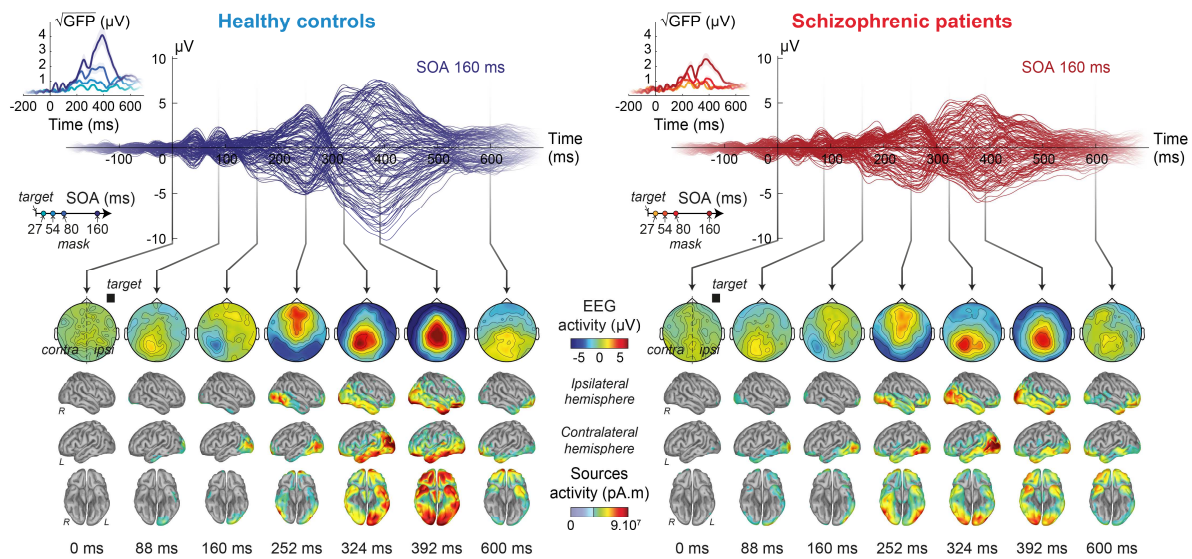 Healthy controls
√GFP (µV)
4
3
2
1
-200 0 200 400 600
Time (ms)
µV
10
5
-5
-10
SOA 160 ms
-100 0 100 200 300 400 600
Time
(ms)
target
SOA (ms)
27 54 80 160
mask
Schizophrenic patients
√GFP (µV)
4
3
2
1
-200 0 200 400 600
Time (ms)
µV
10
5
-5
-10
SOA 160 ms
-100 0 100 200 300 400 600
Time
(ms)
target
SOA (ms)
27 54 80 160
mask
target
contra ipsi
EEG
activity (µV)
-5 0 5
target
contra ipsi
R
Ipsilateral
hemisphere
R
L
Contralateral
hemisphere
L
Sources
activity (pA.m)
0 9.10⁷
R L
R L
0 ms 88 ms 160 ms 252 ms 324 ms 392 ms 600 ms
0 ms 88 ms 160 ms 252 ms 324 ms 392 ms 600 ms